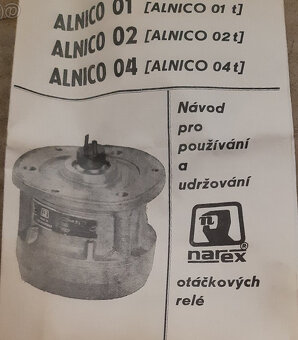 ALNICO 01 [ALNICO 01 t]
ALNICO 02 [ALNICO 02 t]
ALNICO 04 [ALNICO 04 t]
Návod
pro
používání
a
udržování
narex ®
otáčkových
relé